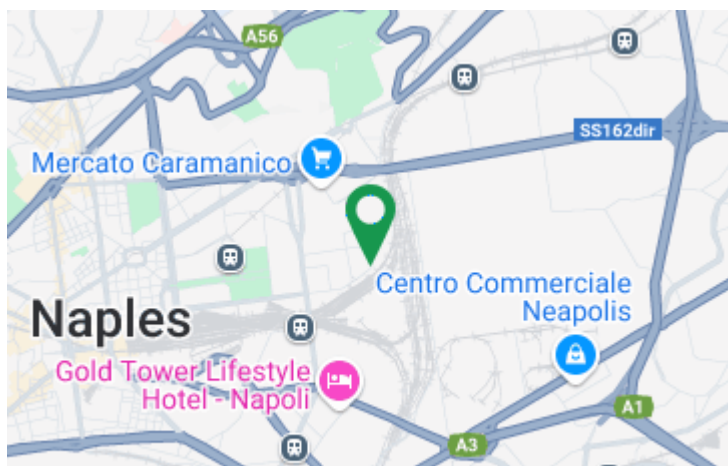 A56
SS162dir
Mercato Caramanico
Centro Commerciale
Neapolis
Naples
Gold Tower Lifestyle
Hotel - Napoli
A1
A3